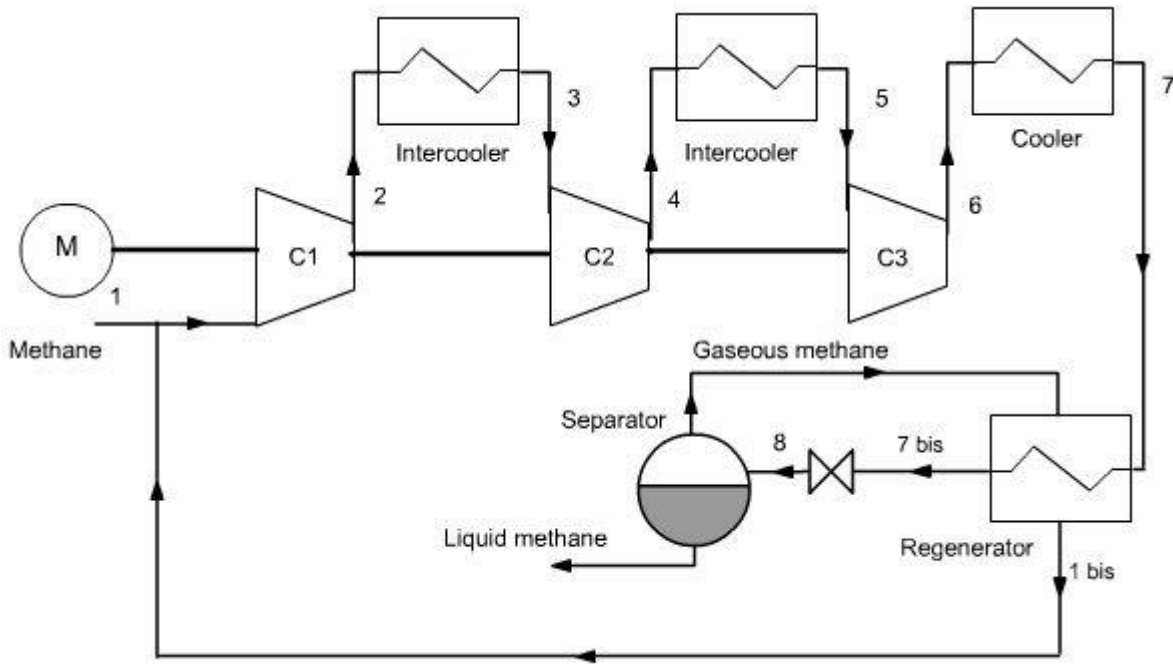 3
5
7
Intercooler
Intercooler
Cooler
2
4
6
M
C1
C2
C3
1
Methane
Gaseous methane
Separator
8
7 bis
Liquid methane
Regenerator
1 bis